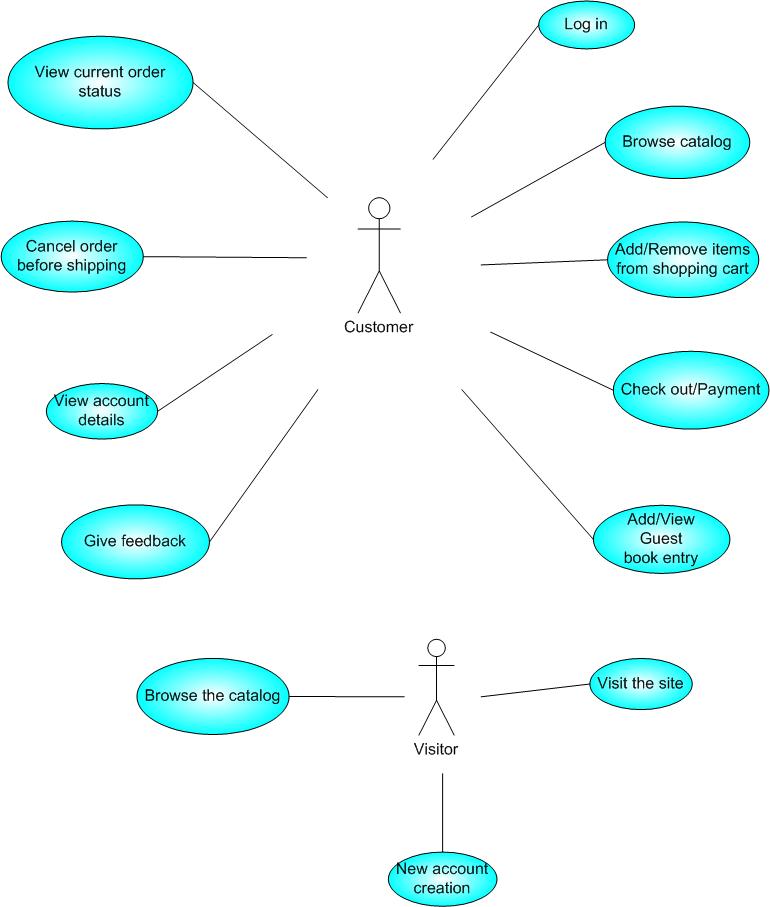 Log in
View current order
status
Browse catalog
Cancel order
before shipping
Add/Remove items
from shopping cart
Customer
View account
details
Check out/Payment
Give feedback
Add/View
Guest
book entry
Browse the catalog
Visit the site
Visitor
New account
creation